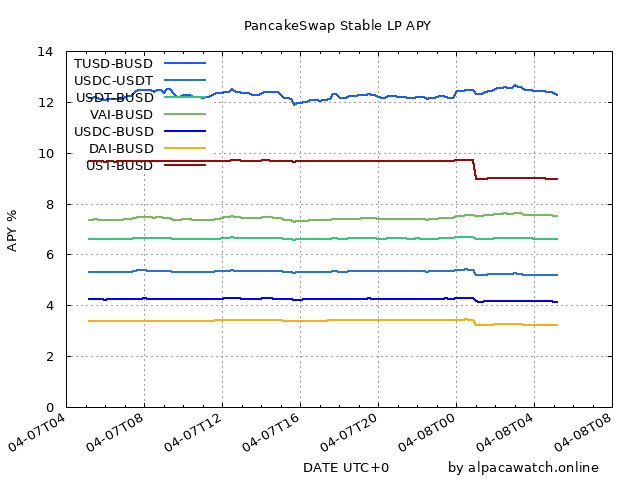 PancakeSwap Stable LP APY
14
12
10
8
6
4
2
0
APY %
TUSD-BUSD
USDC-USDT
USDT-BUSD
VAI-BUSD
USDC-BUSD
DAI-BUSD
UST-BUSD
04-07T04
04-07T08
04-07T12
04-07T16
04-07T20
04-08T00
04-08T04
04-08T08
DATE UTC+0
by alpacawatch.online